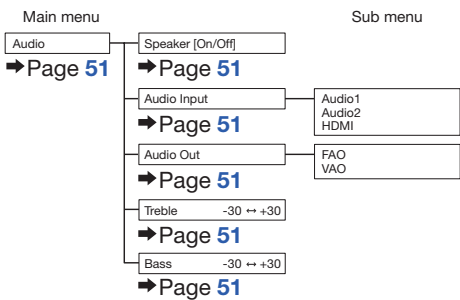 Main menu
Sub menu
Audio
➡Page 51
Speaker [On/Off]
➡Page 51
Audio Input
➡Page 51
Audio1
Audio2
HDMI
Audio Out
➡Page 51
FAO
VAO
Treble -30 ↔ +30
➡Page 51
Bass -30 ↔ +30
➡Page 51